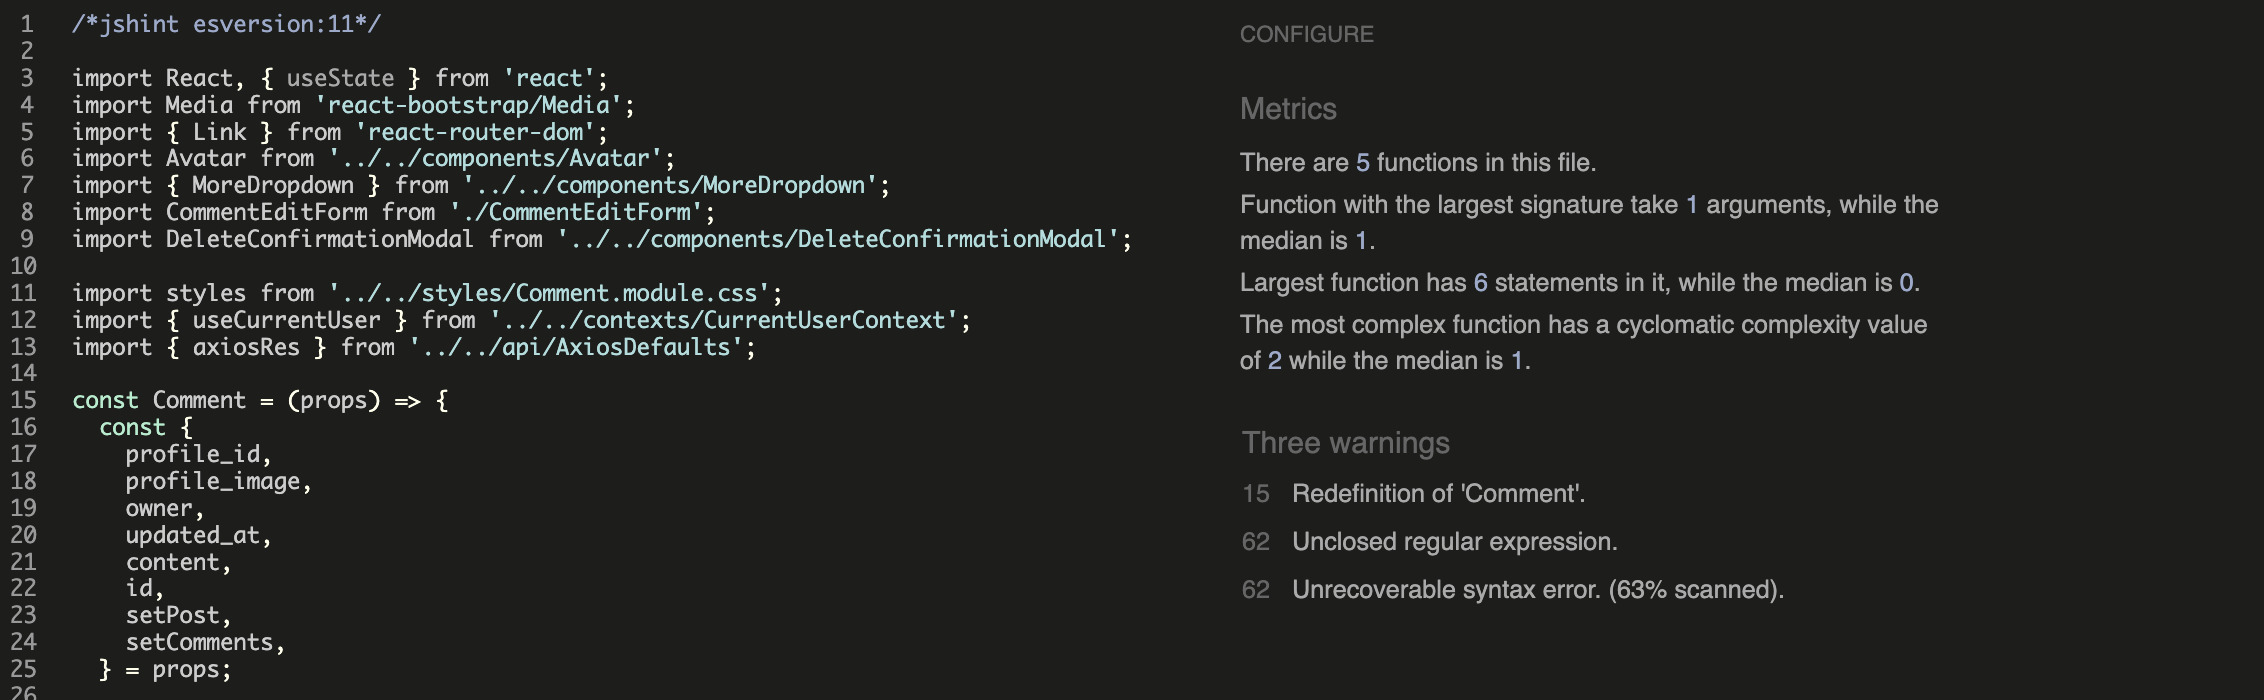 1 /*jshint esversion:11*/
2
3 import React, { useState } from 'react';
4 import Media from 'react-bootstrap/Media';
5 import { Link } from 'react-router-dom';
6 import Avatar from '../../components/Avatar';
7 import { MoreDropdown } from '../../components/MoreDropdown';
8 import CommentEditForm from './CommentEditForm';
9 import DeleteConfirmationModal from '../../components/DeleteConfirmationModal';
10
11 import styles from '../../styles/Comment.module.css';
12 import { useCurrentUser } from '../../contexts/CurrentUserContext';
13 import { axiosRes } from '../../api/AxiosDefaults';
14
15 const Comment = (props) => {
16   const {
17     profile_id,
18     profile_image,
19     owner,
20     updated_at,
21     content,
22     id,
23     setPost,
24     setComments,
25   } = props;
26
CONFIGURE
Metrics
There are 5 functions in this file.
Function with the largest signature take 1 arguments, while the
median is 1.
Largest function has 6 statements in it, while the median is 0.
The most complex function has a cyclomatic complexity value
of 2 while the median is 1.
Three warnings
15 Redefinition of 'Comment'.
62 Unclosed regular expression.
62 Unrecoverable syntax error. (63% scanned).